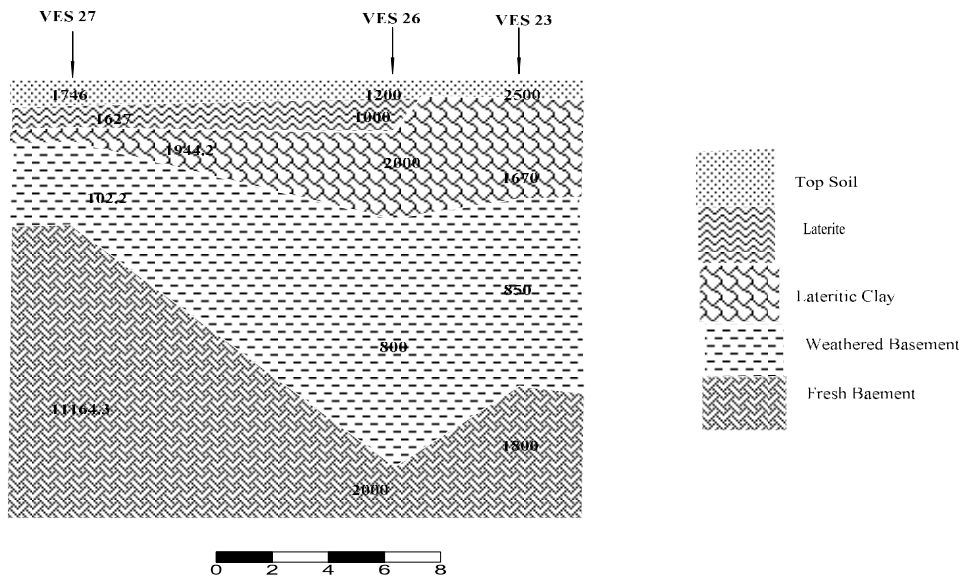 VES 27 VES 26 VES 23
1746 1200 2500
1627 1000
1944.2 2000 1670
102.2
850
800
11164.3
1800
2000
Top Soil
Laterite
Lateritic Clay
Weathered Basement
Fresh Baement
0 2 4 6 8